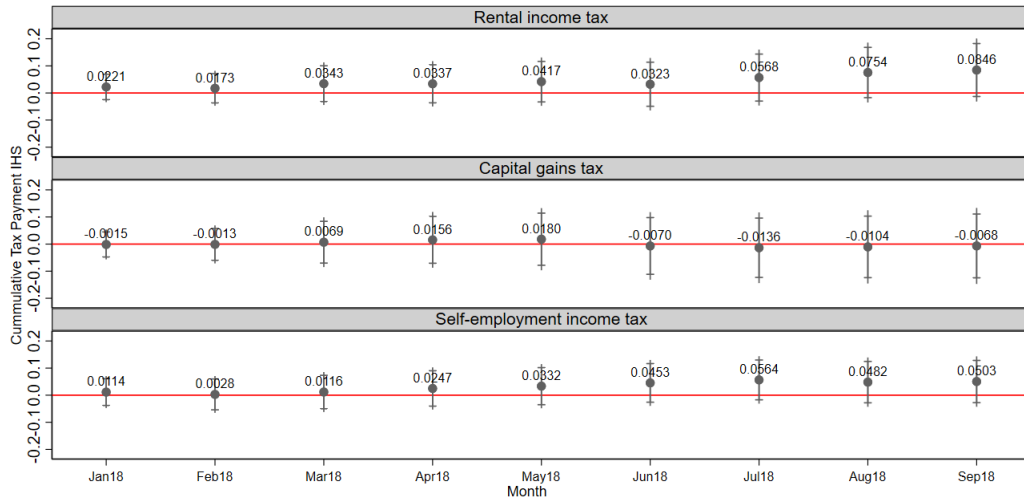 Rental income tax
0.0221 0.0173 0.0343 0.0337 0.0417 0.0323 0.0568 0.0754 0.0846
-0.2 -0.1 0.0 0.1 0.2
Capital gains tax
-0.0015 -0.0013 0.0069 0.0156 0.0180 -0.0070 -0.0136 -0.0104 -0.0068
-0.2 -0.1 0.0 0.1 0.2
Cummulative Tax Payment IHS
Self-employment income tax
0.0114 0.0028 0.0116 0.0247 0.0332 0.0453 0.0564 0.0482 0.0503
-0.2 -0.1 0.0 0.1 0.2
Jan18 Feb18 Mar18 Apr18 May18 Jun18 Jul18 Aug18 Sep18
Month